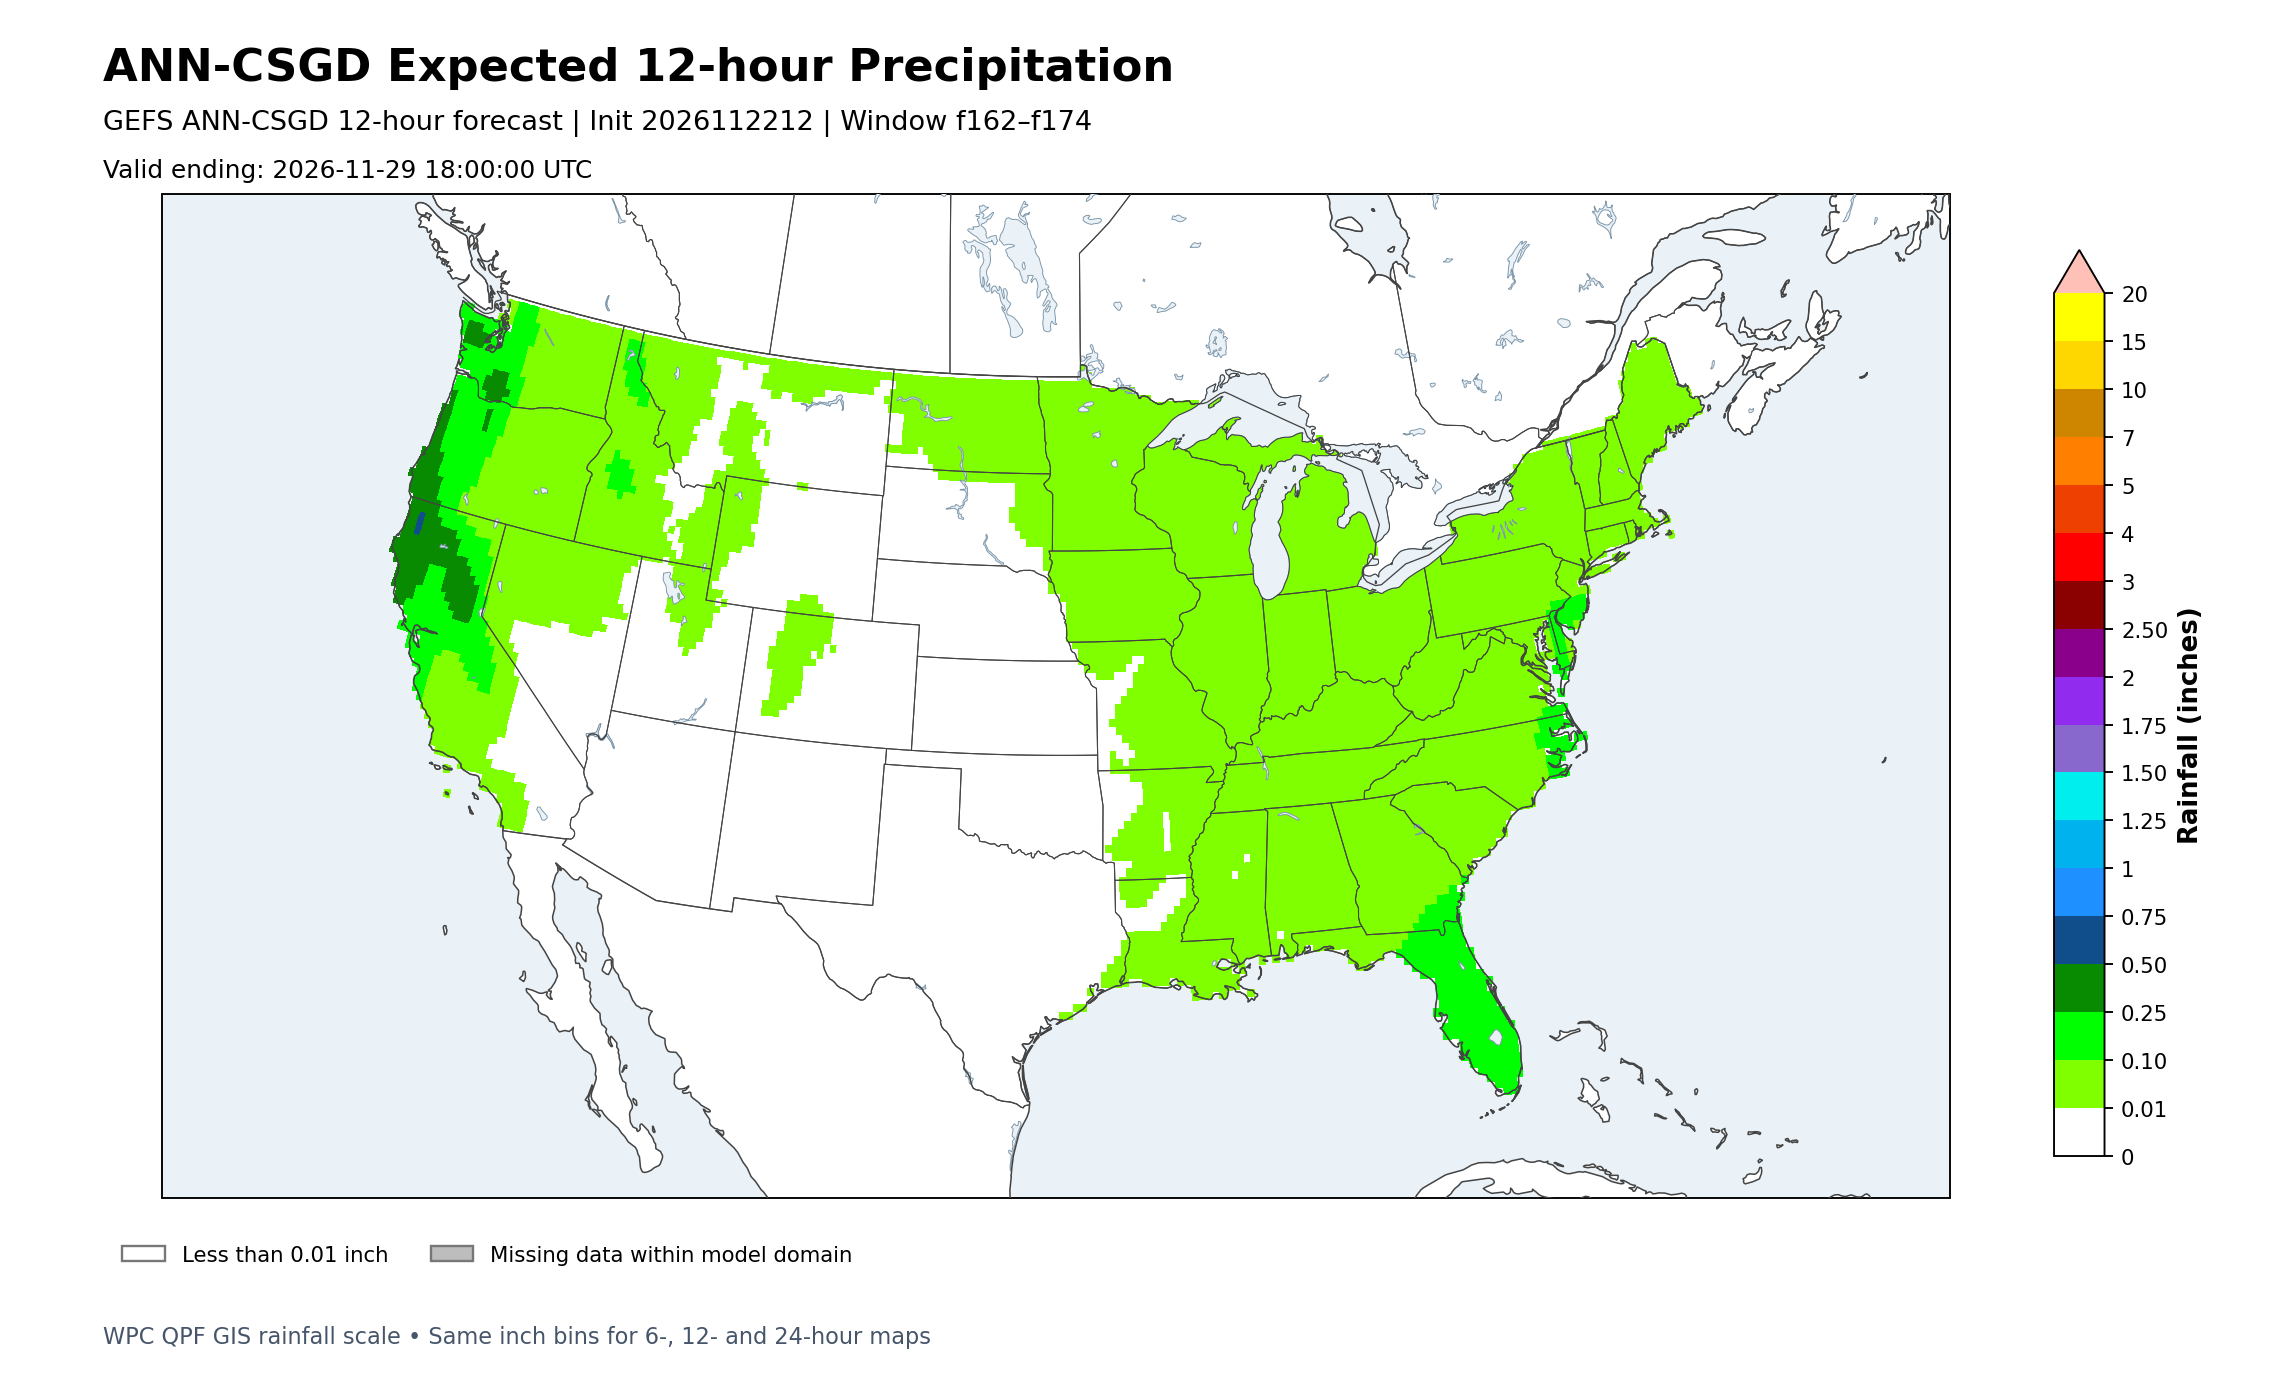 ANN-CSGD Expected 12-hour Precipitation
GEFS ANN-CSGD 12-hour forecast | Init 2026112212 | Window f162–f174
Valid ending: 2026-11-29 18:00:00 UTC
20
15
10
7
5
4
3
2.50
2
1.75
1.50
1.25
1
0.75
0.50
0.25
0.10
0.01
0
Rainfall (inches)
Less than 0.01 inch
Missing data within model domain
WPC QPF GIS rainfall scale • Same inch bins for 6-, 12- and 24-hour maps